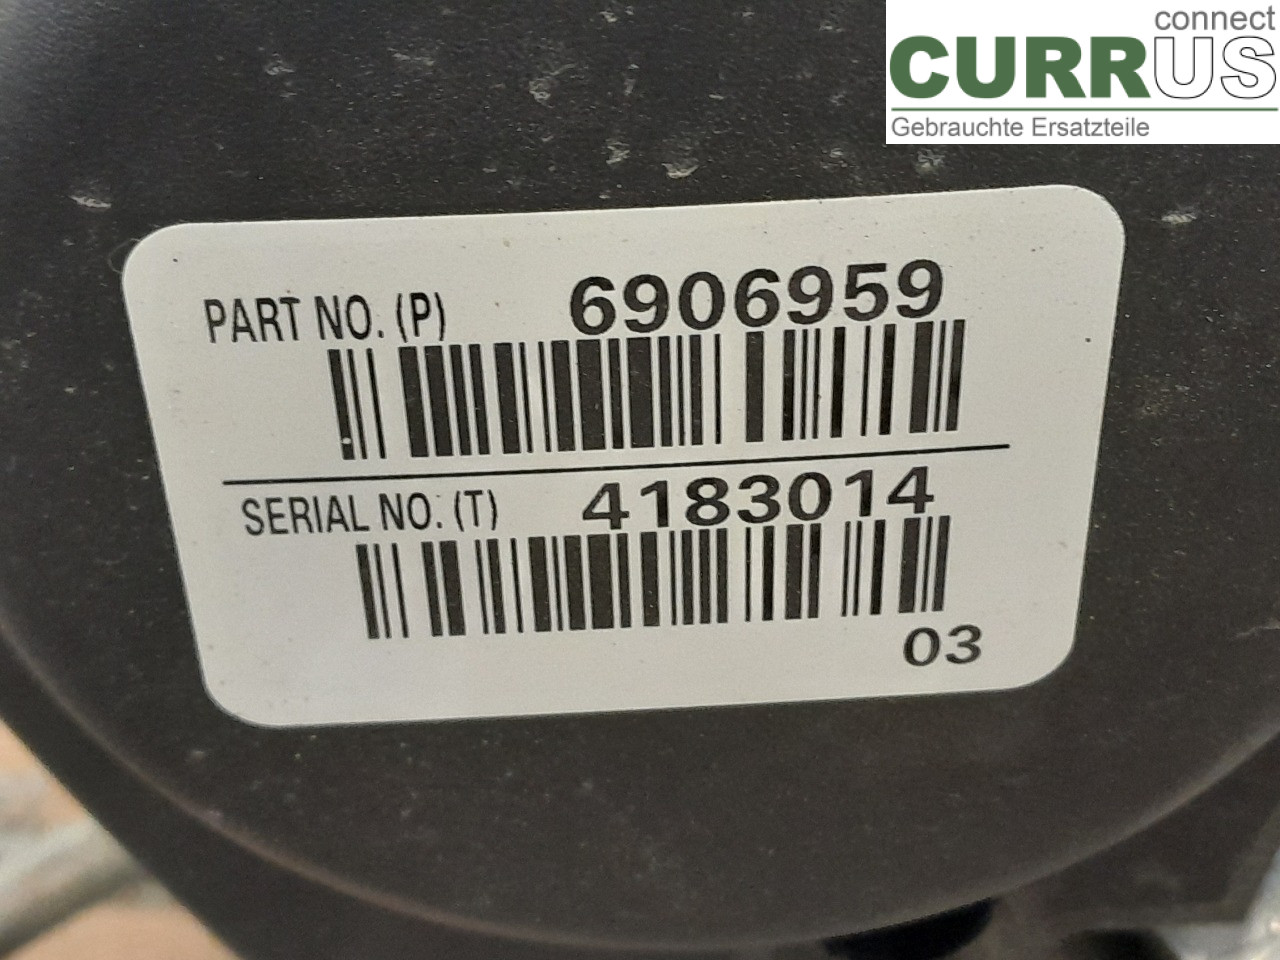 connect
CURRUS
Gebrauchte Ersatzteile
PART NO. (P) 6906959
SERIAL NO. (T) 4183014
03